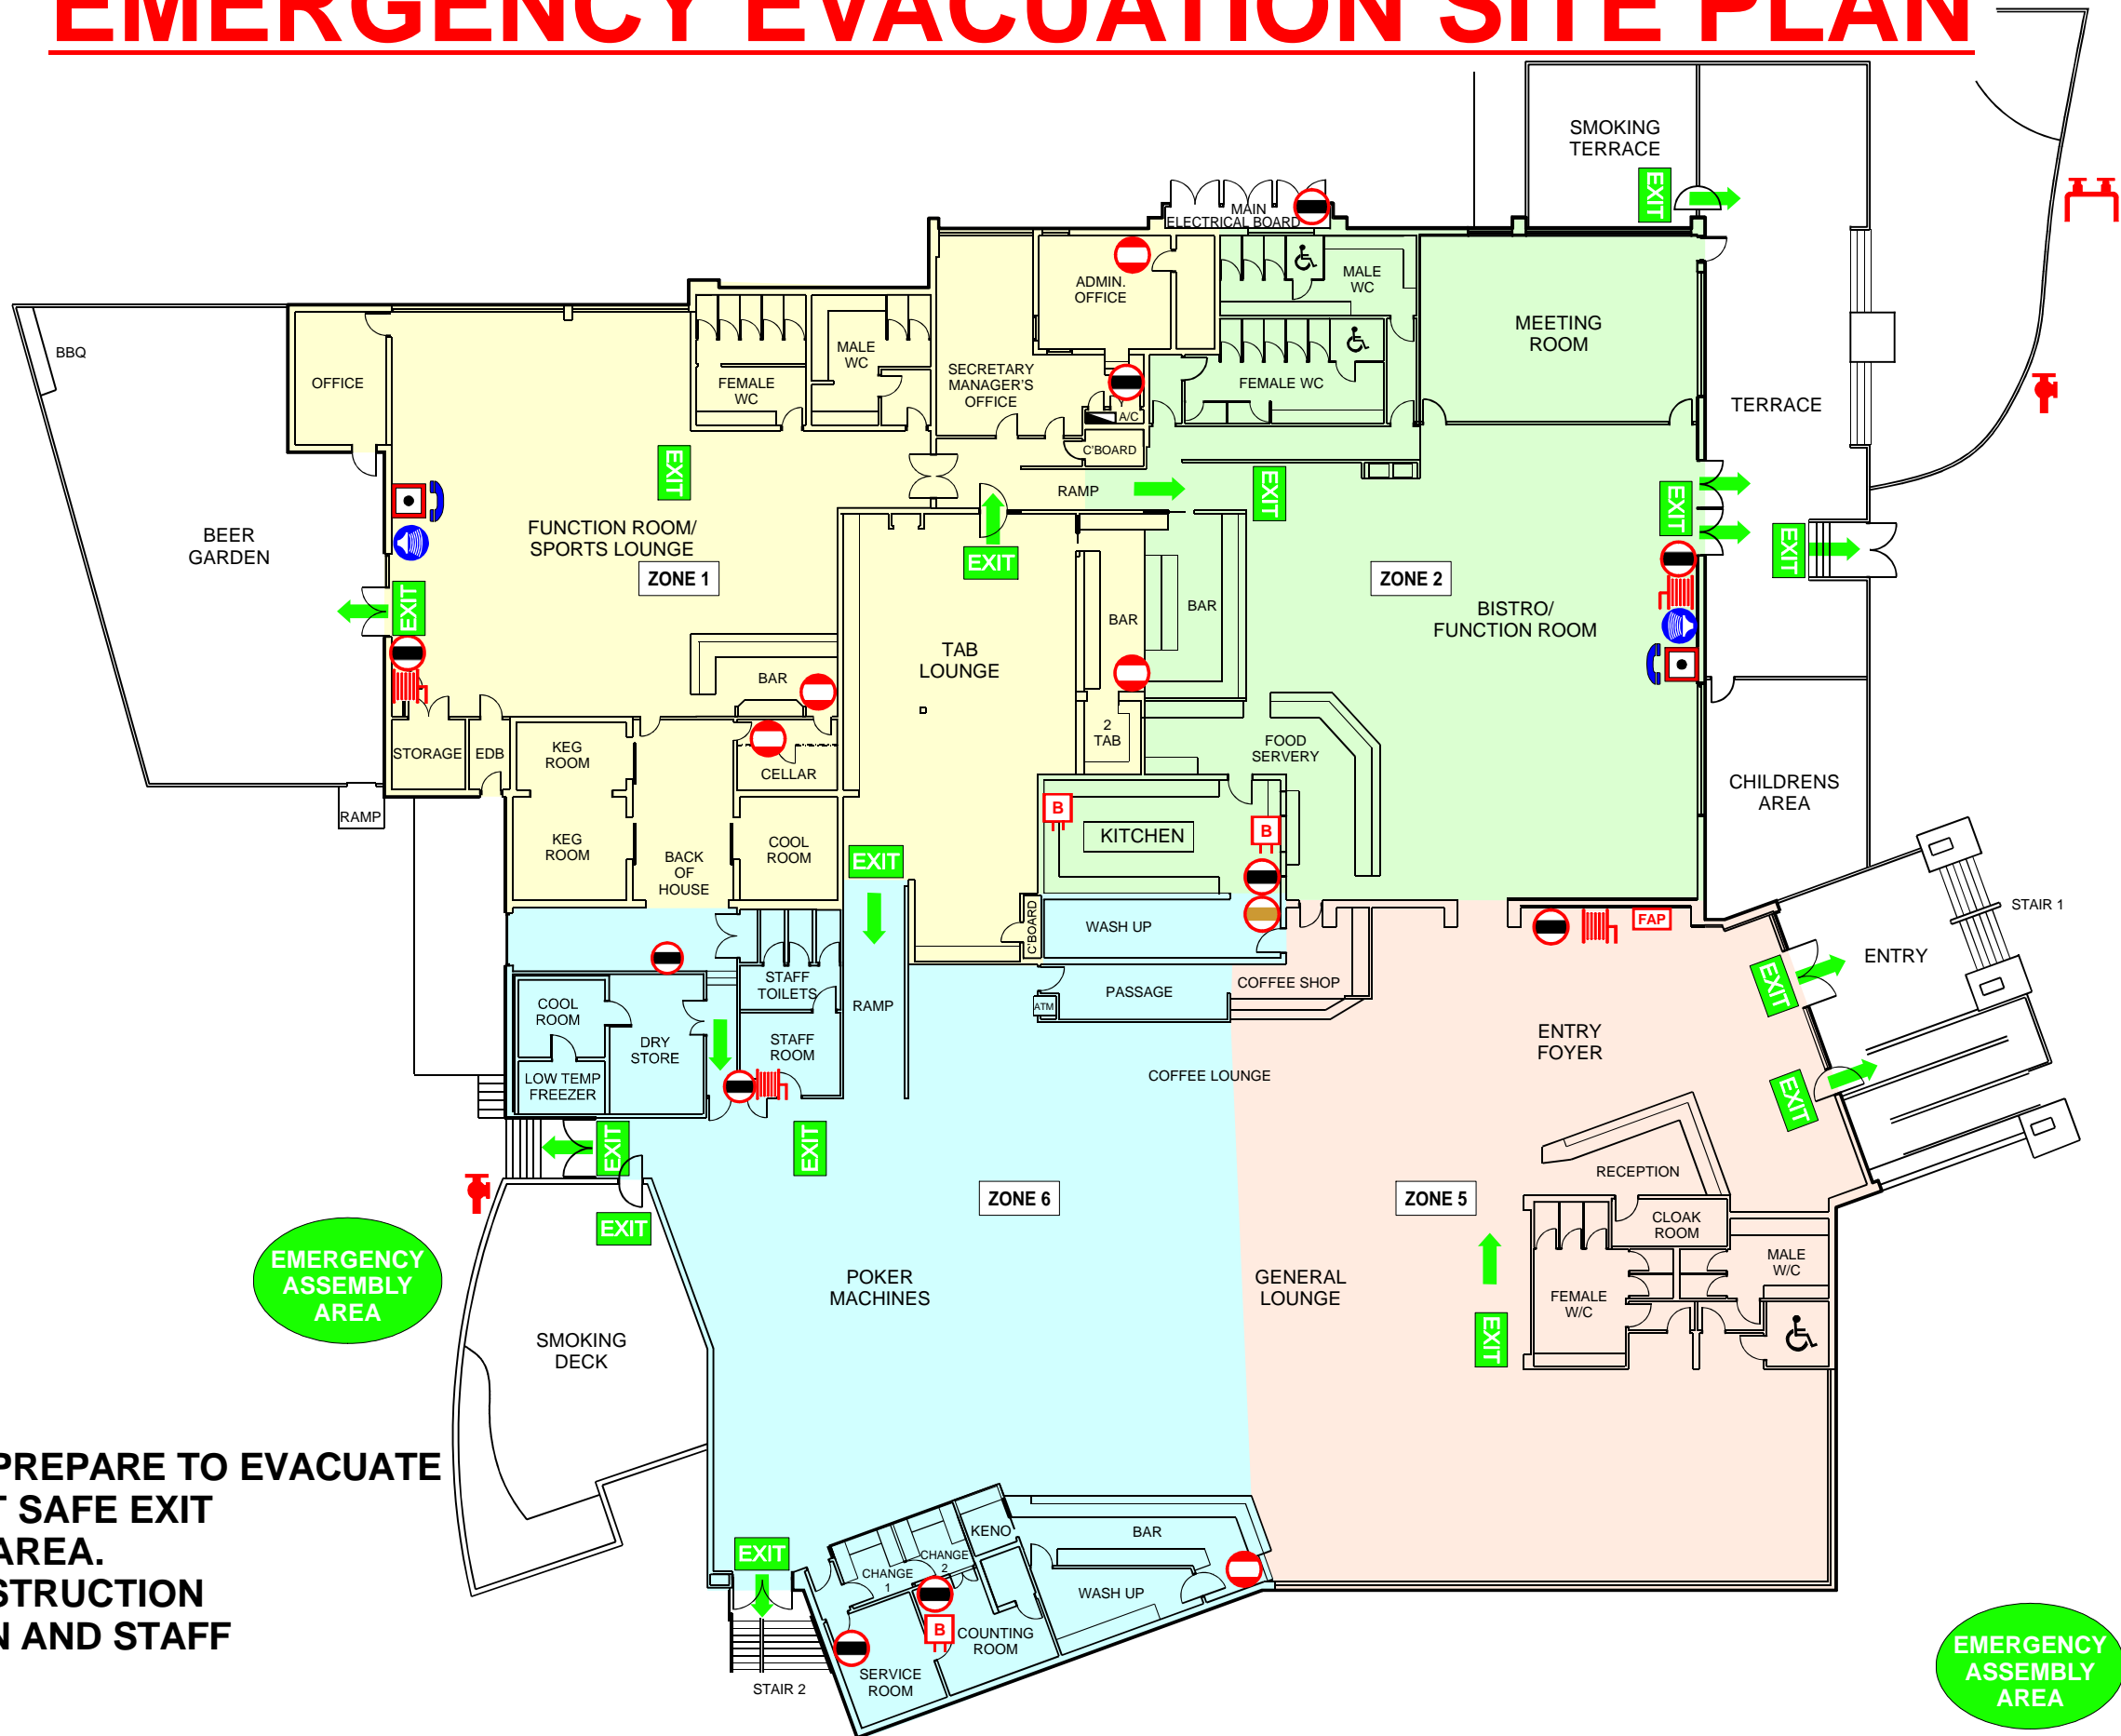 EMERGENCY EVACUATION SITE PLAN
SMOKING
TERRACE
EXIT
MAIN
ELECTRICAL BOARD
ADMIN.
OFFICE
MALE
WC
MEETING
ROOM
BBQ
OFFICE
FEMALE
WC
MALE
WC
SECRETARY
MANAGER'S
OFFICE
FEMALE WC
TERRACE
A/C
C'BOARD
EXIT
RAMP
EXIT
EXIT
BEER
GARDEN
FUNCTION ROOM/
SPORTS LOUNGE
ZONE 1
EXIT
EXIT
ZONE 2
EXIT
BAR
BAR
BISTRO/
FUNCTION ROOM
TAB
LOUNGE
BAR
STORAGE
EDB
KEG
ROOM
CELLAR
2
TAB
FOOD
SERVERY
CHILDRENS
AREA
RAMP
KEG
ROOM
BACK
OF
HOUSE
COOL
ROOM
EXIT
B
KITCHEN
B
C'BOARD
WASH UP
FAP
STAIR 1
ENTRY
EXIT
STAFF
TOILETS
RAMP
ATM
PASSAGE
COFFEE SHOP
COOL
ROOM
DRY
STORE
STAFF
ROOM
ENTRY
FOYER
LOW TEMP
FREEZER
COFFEE LOUNGE
EXIT
EXIT
EXIT
RECEPTION
ZONE 6
ZONE 5
EXIT
CLOAK
ROOM
MALE
W/C
EMERGENCY
ASSEMBLY
AREA
POKER
MACHINES
GENERAL
LOUNGE
FEMALE
W/C
EXIT
SMOKING
DECK
PREPARE TO EVACUATE
T SAFE EXIT
AREA.
STRUCTION
N AND STAFF
EXIT
KENO
BAR
CHANGE
2
CHANGE
1
WASH UP
B
COUNTING
ROOM
SERVICE
ROOM
STAIR 2
EMERGENCY
ASSEMBLY
AREA